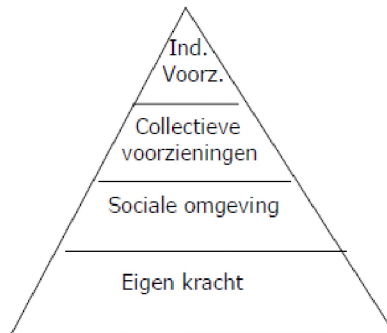 Ind.
Voorz.
Collectieve
voorzieningen
Sociale omgeving
Eigen kracht